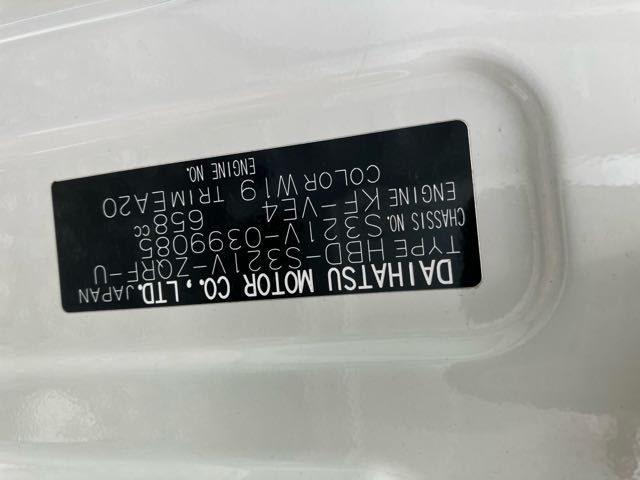 DAIHATSU MOTOR CO., LTD. JAPAN
TYPE HBD-S321V-ZQRF-U
CHASSIS NO. S321V-0399085
ENGINE KF-VE4 658 cc
COLOR W19 TRIM EA20
ENGINE NO.